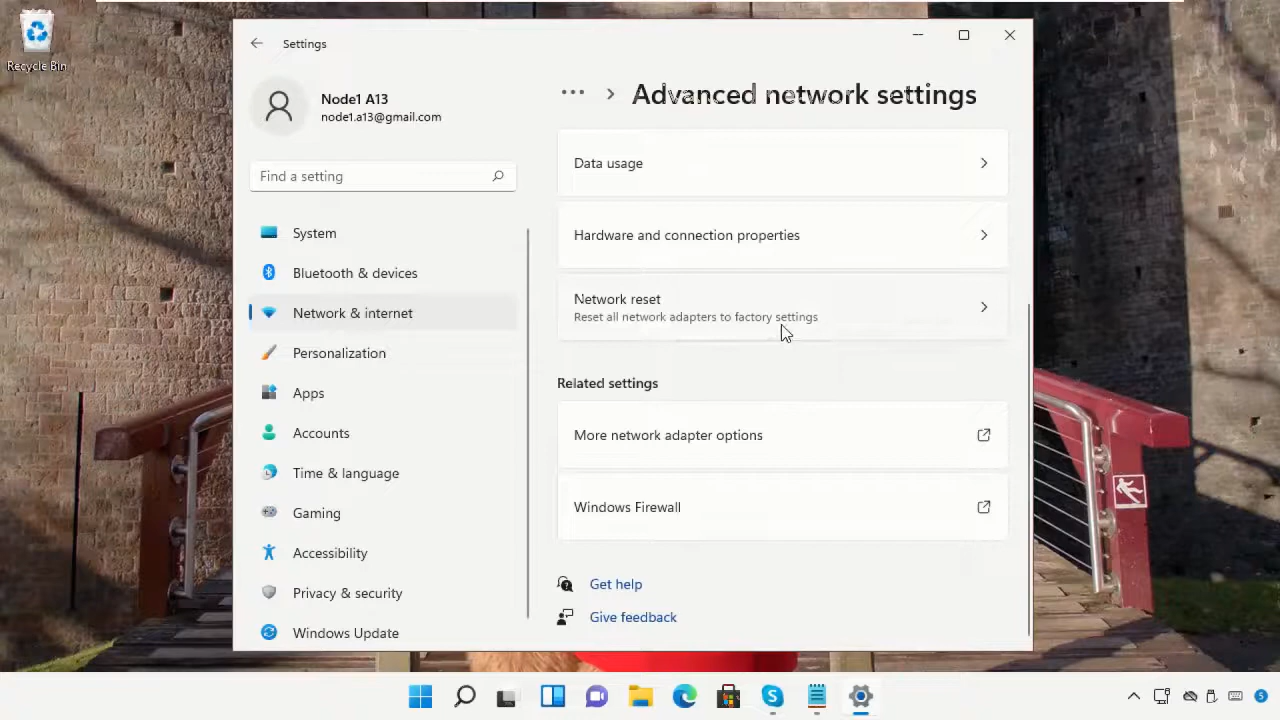 Recycle Bin
Settings
Node1 A13
node1.a13@gmail.com
Find a setting
System
Bluetooth & devices
Network & internet
Personalization
Apps
Accounts
Time & language
Gaming
Accessibility
Privacy & security
Windows Update
Advanced network settings
Data usage
Hardware and connection properties
Network reset
Reset all network adapters to factory settings
Related settings
More network adapter options
Windows Firewall
Get help
Give feedback
5